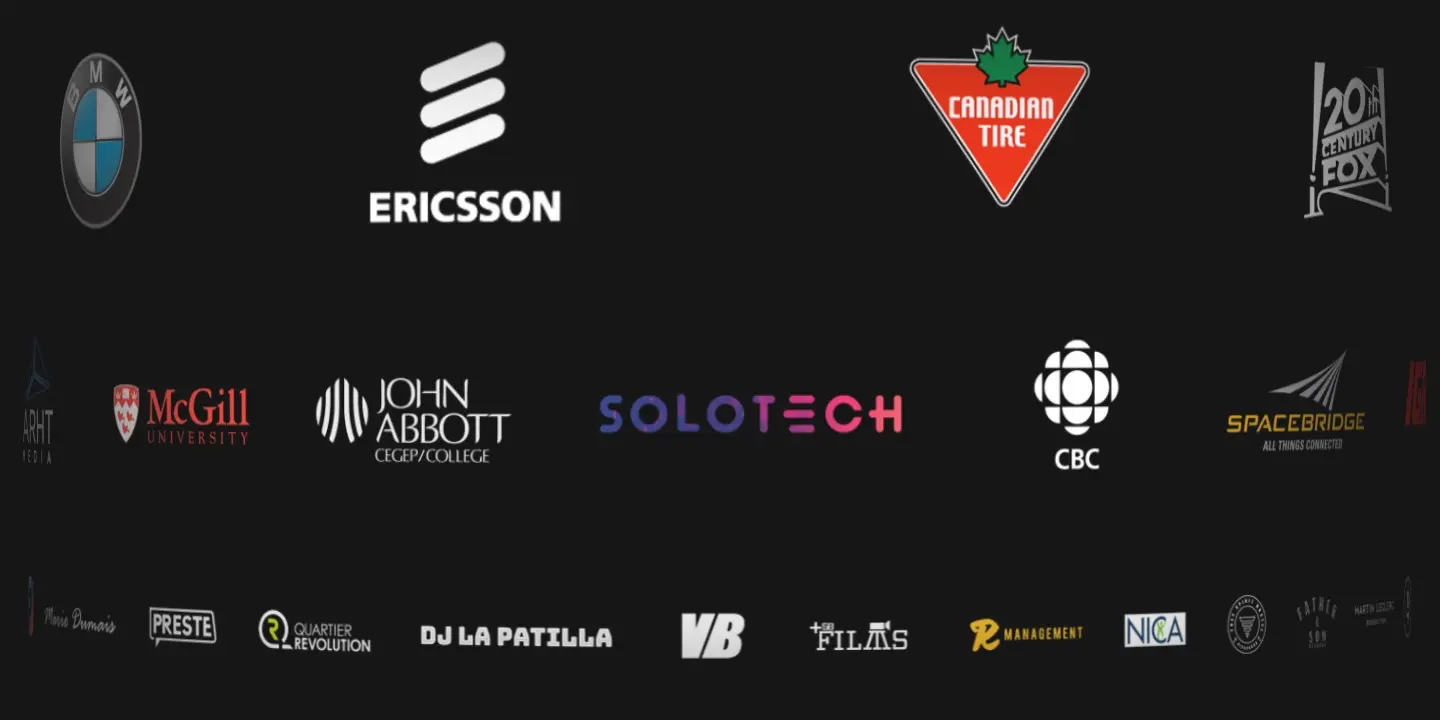 BMW
ERICSSON
CANADIAN
TIRE
20TH
CENTURY
FOX
ARHT
MEDIA
McGill
UNIVERSITY
JOHN
ABBOTT
CEGEP/COLLEGE
SOLOTECH
CBC
SPACEBRIDGE
ALL THINGS CONNECTED
Marie Dumais
PRESTE
QUARTIER
REVOLUTION
DJ LA PATILLA
VB
FILMS
R MANAGEMENT
NICA
FATHER
&
SON
MARTIN LECLERC